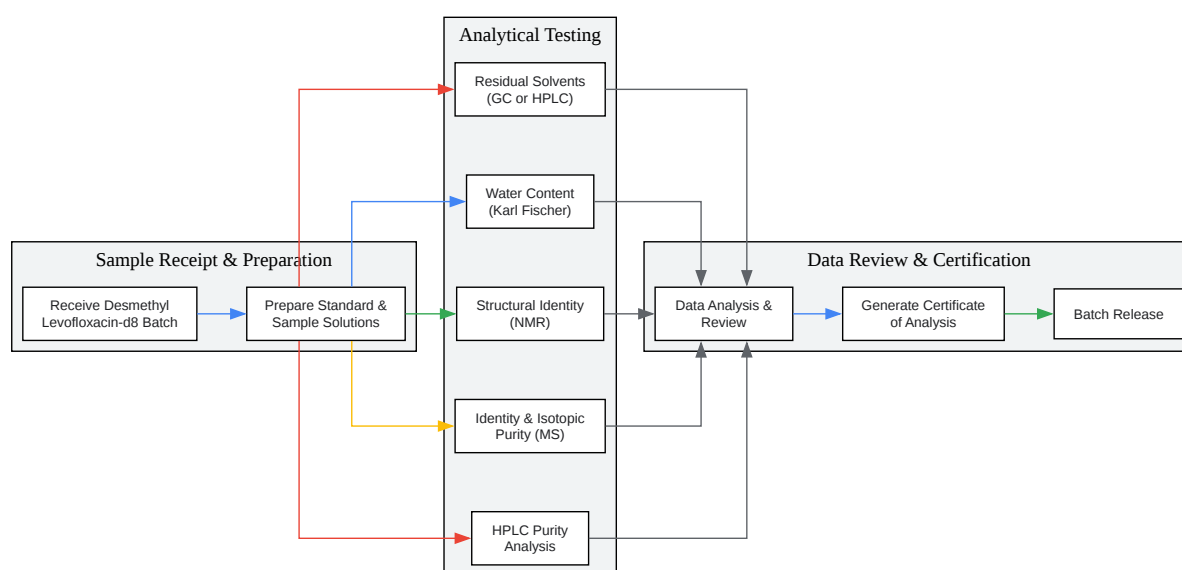 Analytical Testing
Residual Solvents
(GC or HPLC)
Water Content
(Karl Fischer)
Sample Receipt & Preparation
Receive Desmethyl
Levofloxacin-d8 Batch
Prepare Standard &
Sample Solutions
Structural Identity
(NMR)
Identity & Isotopic
Purity (MS)
HPLC Purity
Analysis
Data Review & Certification
Data Analysis &
Review
Generate Certificate
of Analysis
Batch Release